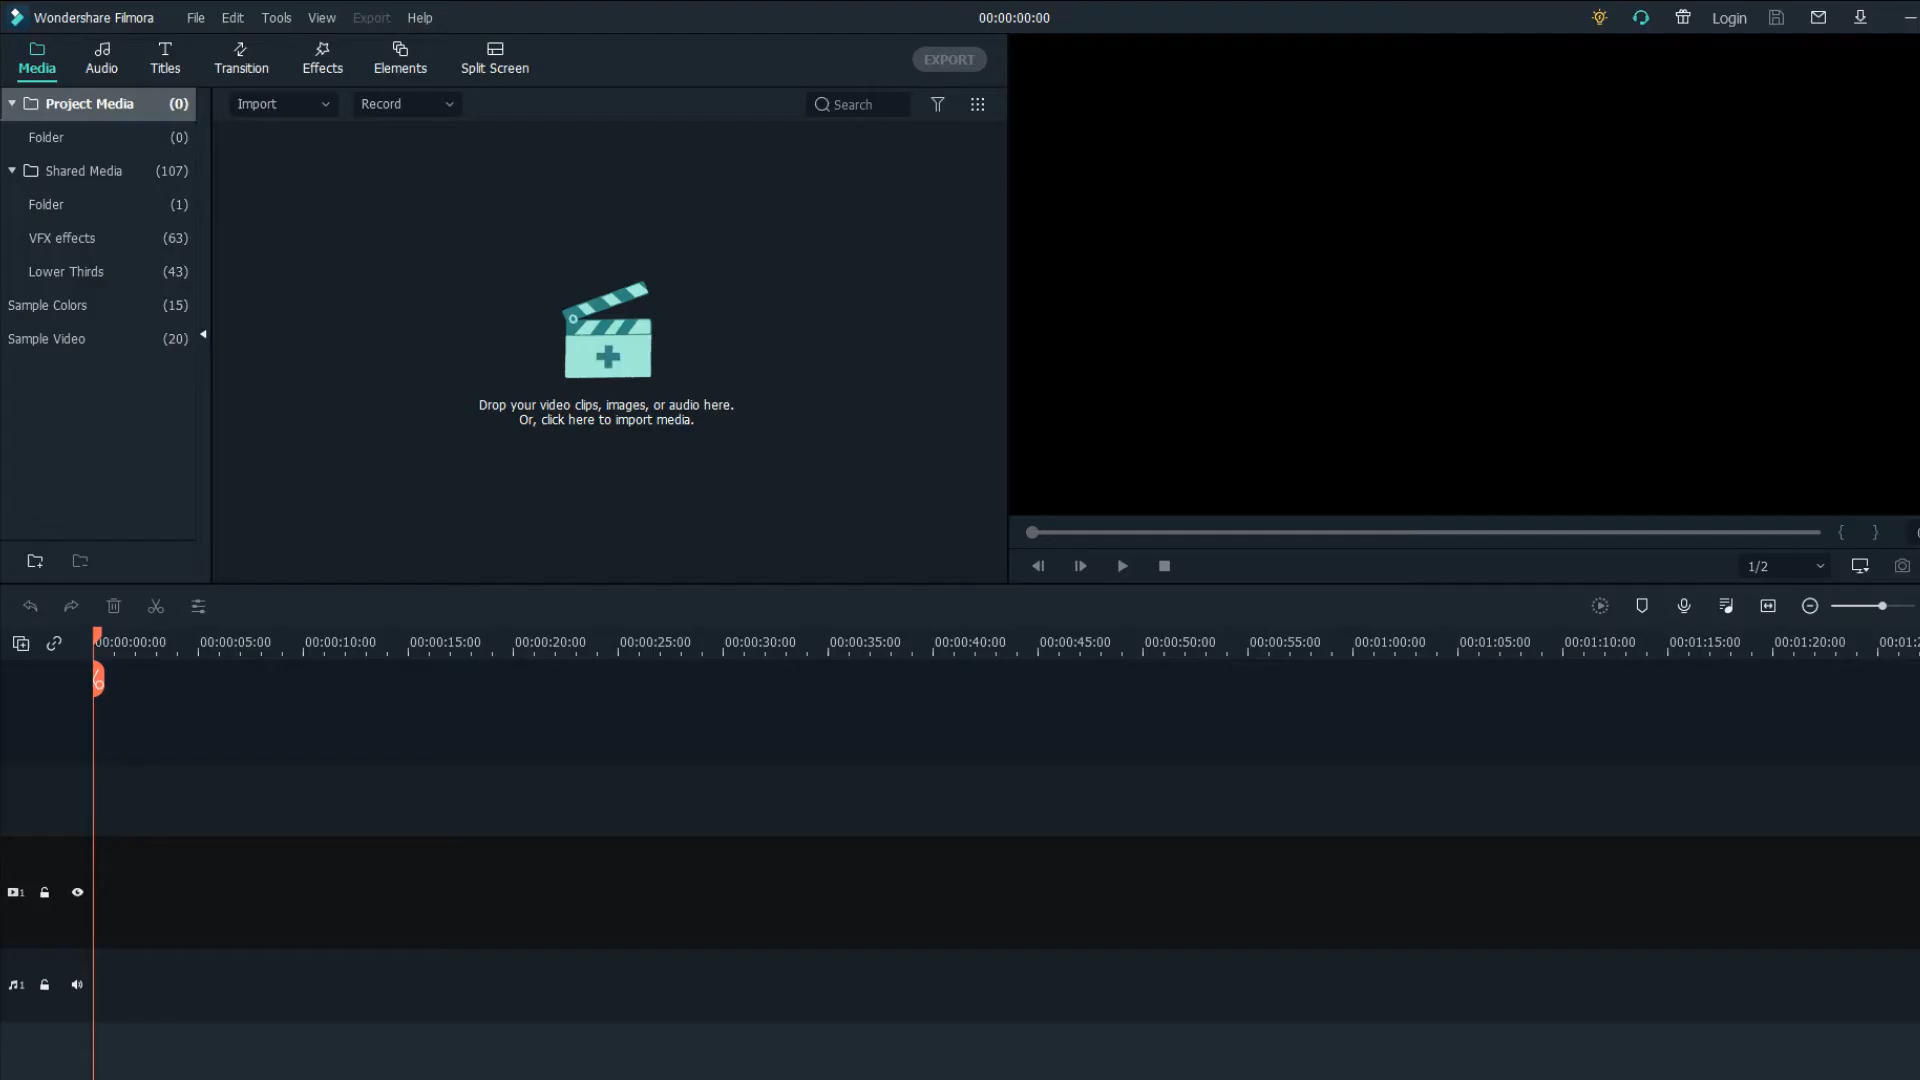 Wondershare Filmora File Edit Tools View Export Help 00:00:00:00 Login
Media Audio Titles Transition Effects Elements Split Screen EXPORT
Project Media (0) Import Record Search
Folder (0)
Shared Media (107)
Folder (1)
VFX effects (63)
Lower Thirds (43)
Sample Colors (15)
Sample Video (20)
Drop your video clips, images, or audio here.
Or, click here to import media.
{ }
1/2
00:00:00:00 00:00:05:00 00:00:10:00 00:00:15:00 00:00:20:00 00:00:25:00 00:00:30:00 00:00:35:00 00:00:40:00 00:00:45:00 00:00:50:00 00:00:55:00 00:01:00:00 00:01:05:00 00:01:10:00 00:01:15:00 00:01:20:00
1
1